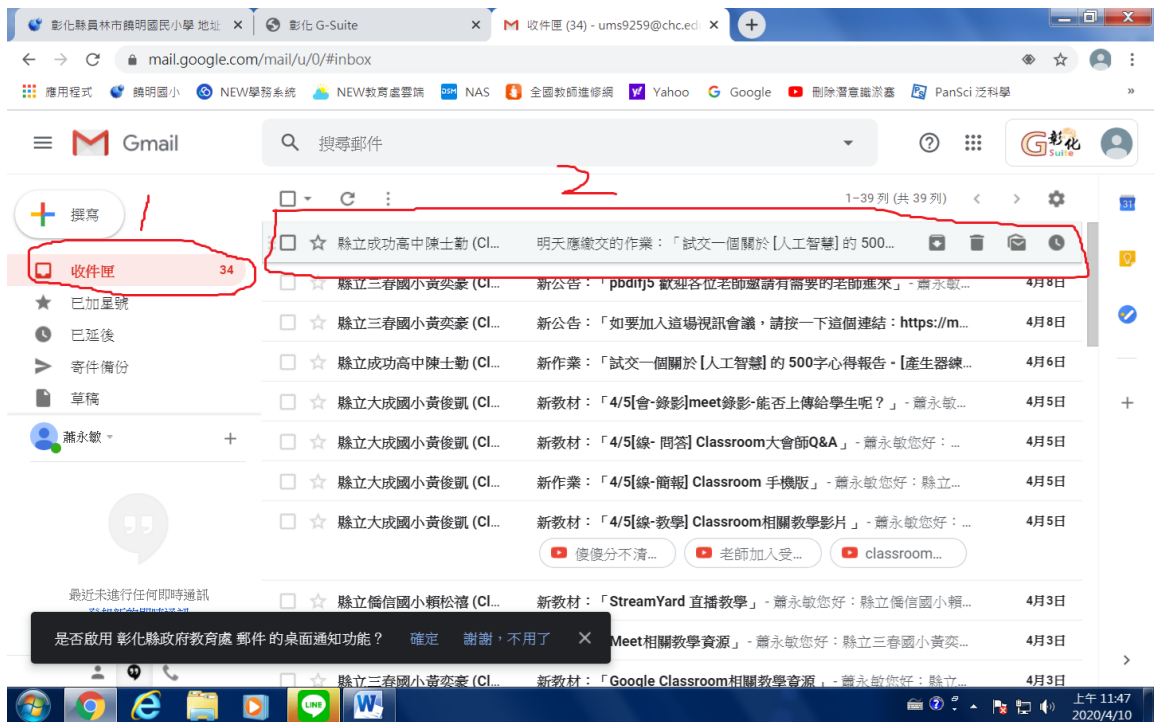 彰化縣員林市饒明國民小學 地址
彰化 G-Suite
收件匣 (34) - ums9259@chc.ed
mail.google.com/mail/u/0/#inbox
應用程式 饒明國小 NEW學務系統 NEW教育處雲端 NAS 全國教師進修網 Yahoo Google 刪除潛意識淤塞 PanSci 泛科學 »
Gmail
搜尋郵件
G彰化 Suite
1
2
撰寫
1-39 列 (共 39 列)
31
收件匣 34
已加星號
已延後
寄件備份
草稿
蕭永敏
縣立成功高中陳士勤 (Cl... 明天應繳交的作業：「試交一個關於 [人工智慧] 的 500...
縣立三春國小黃奕豪 (Cl... 新公告：「pbdifj5 歡迎各位老師邀請有需要的老師進來」 - 蕭永敏... 4月8日
縣立三春國小黃奕豪 (Cl... 新公告：「如要加入這場視訊會議，請按一下這個連結：https://m... 4月8日
縣立成功高中陳士勤 (Cl... 新作業：「試交一個關於 [人工智慧] 的 500字心得報告 - [產生器練... 4月6日
縣立大成國小黃俊凱 (Cl... 新教材：「4/5[會-錄影]meet錄影-能否上傳給學生呢？」 - 蕭永敏... 4月5日
縣立大成國小黃俊凱 (Cl... 新教材：「4/5[線- 問答] Classroom大會師Q&A」 - 蕭永敏您好：... 4月5日
縣立大成國小黃俊凱 (Cl... 新作業：「4/5[線-簡報] Classroom 手機版」 - 蕭永敏您好：縣立... 4月5日
縣立大成國小黃俊凱 (Cl... 新教材：「4/5[線-教學] Classroom相關教學影片」 - 蕭永敏您好：... 4月5日
傻傻分不清... 老師加入受... classroom...
縣立僑信國小賴松禧 (Cl... 新教材：「StreamYard 直播教學」 - 蕭永敏您好：縣立僑信國小賴... 4月3日
Meet相關教學資源」 - 蕭永敏您好：縣立三春國小黃奕... 4月3日
縣立三春國小黃奕豪 (Cl... 新教材：「Google Classroom相關教學資源」 - 蕭永敏您好：縣立... 4月3日
最近未進行任何即時通訊
是否啟用 彰化縣政府教育處 郵件 的桌面通知功能？ 確定 謝謝，不用了
LINE
上午 11:47
2020/4/10